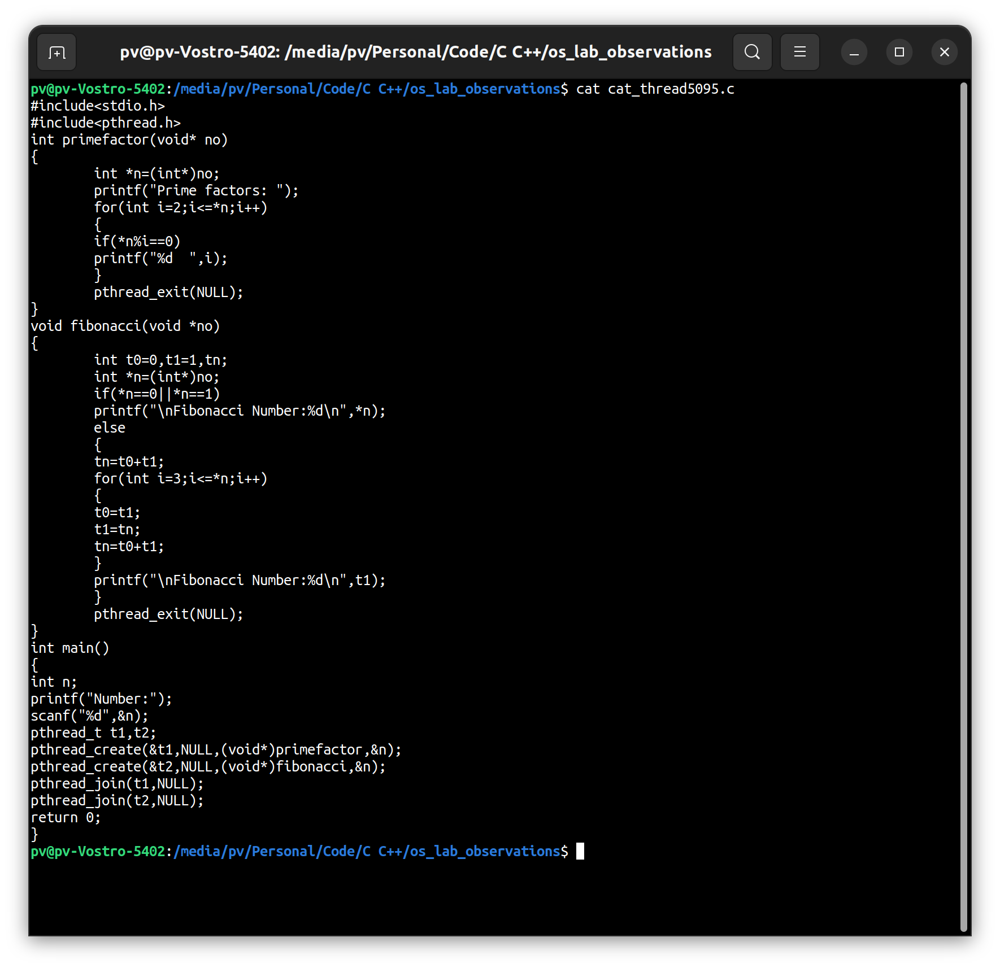 pv@pv-Vostro-5402: /media/pv/Personal/Code/C C++/os_lab_observations
pv@pv-Vostro-5402:/media/pv/Personal/Code/C C++/os_lab_observations$ cat cat_thread5095.c
#include<stdio.h>
#include<pthread.h>
int primefactor(void* no)
{
        int *n=(int*)no;
        printf("Prime factors: ");
        for(int i=2;i<=*n;i++)
        {
        if(*n%i==0)
        printf("%d  ",i);
        }
        pthread_exit(NULL);
}
void fibonacci(void *no)
{
        int t0=0,t1=1,tn;
        int *n=(int*)no;
        if(*n==0||*n==1)
        printf("\nFibonacci Number:%d\n",*n);
        else
        {
        tn=t0+t1;
        for(int i=3;i<=*n;i++)
        {
        t0=t1;
        t1=tn;
        tn=t0+t1;
        }
        printf("\nFibonacci Number:%d\n",t1);
        }
        pthread_exit(NULL);
}
int main()
{
int n;
printf("Number:");
scanf("%d",&n);
pthread_t t1,t2;
pthread_create(&t1,NULL,(void*)primefactor,&n);
pthread_create(&t2,NULL,(void*)fibonacci,&n);
pthread_join(t1,NULL);
pthread_join(t2,NULL);
return 0;
}
pv@pv-Vostro-5402:/media/pv/Personal/Code/C C++/os_lab_observations$